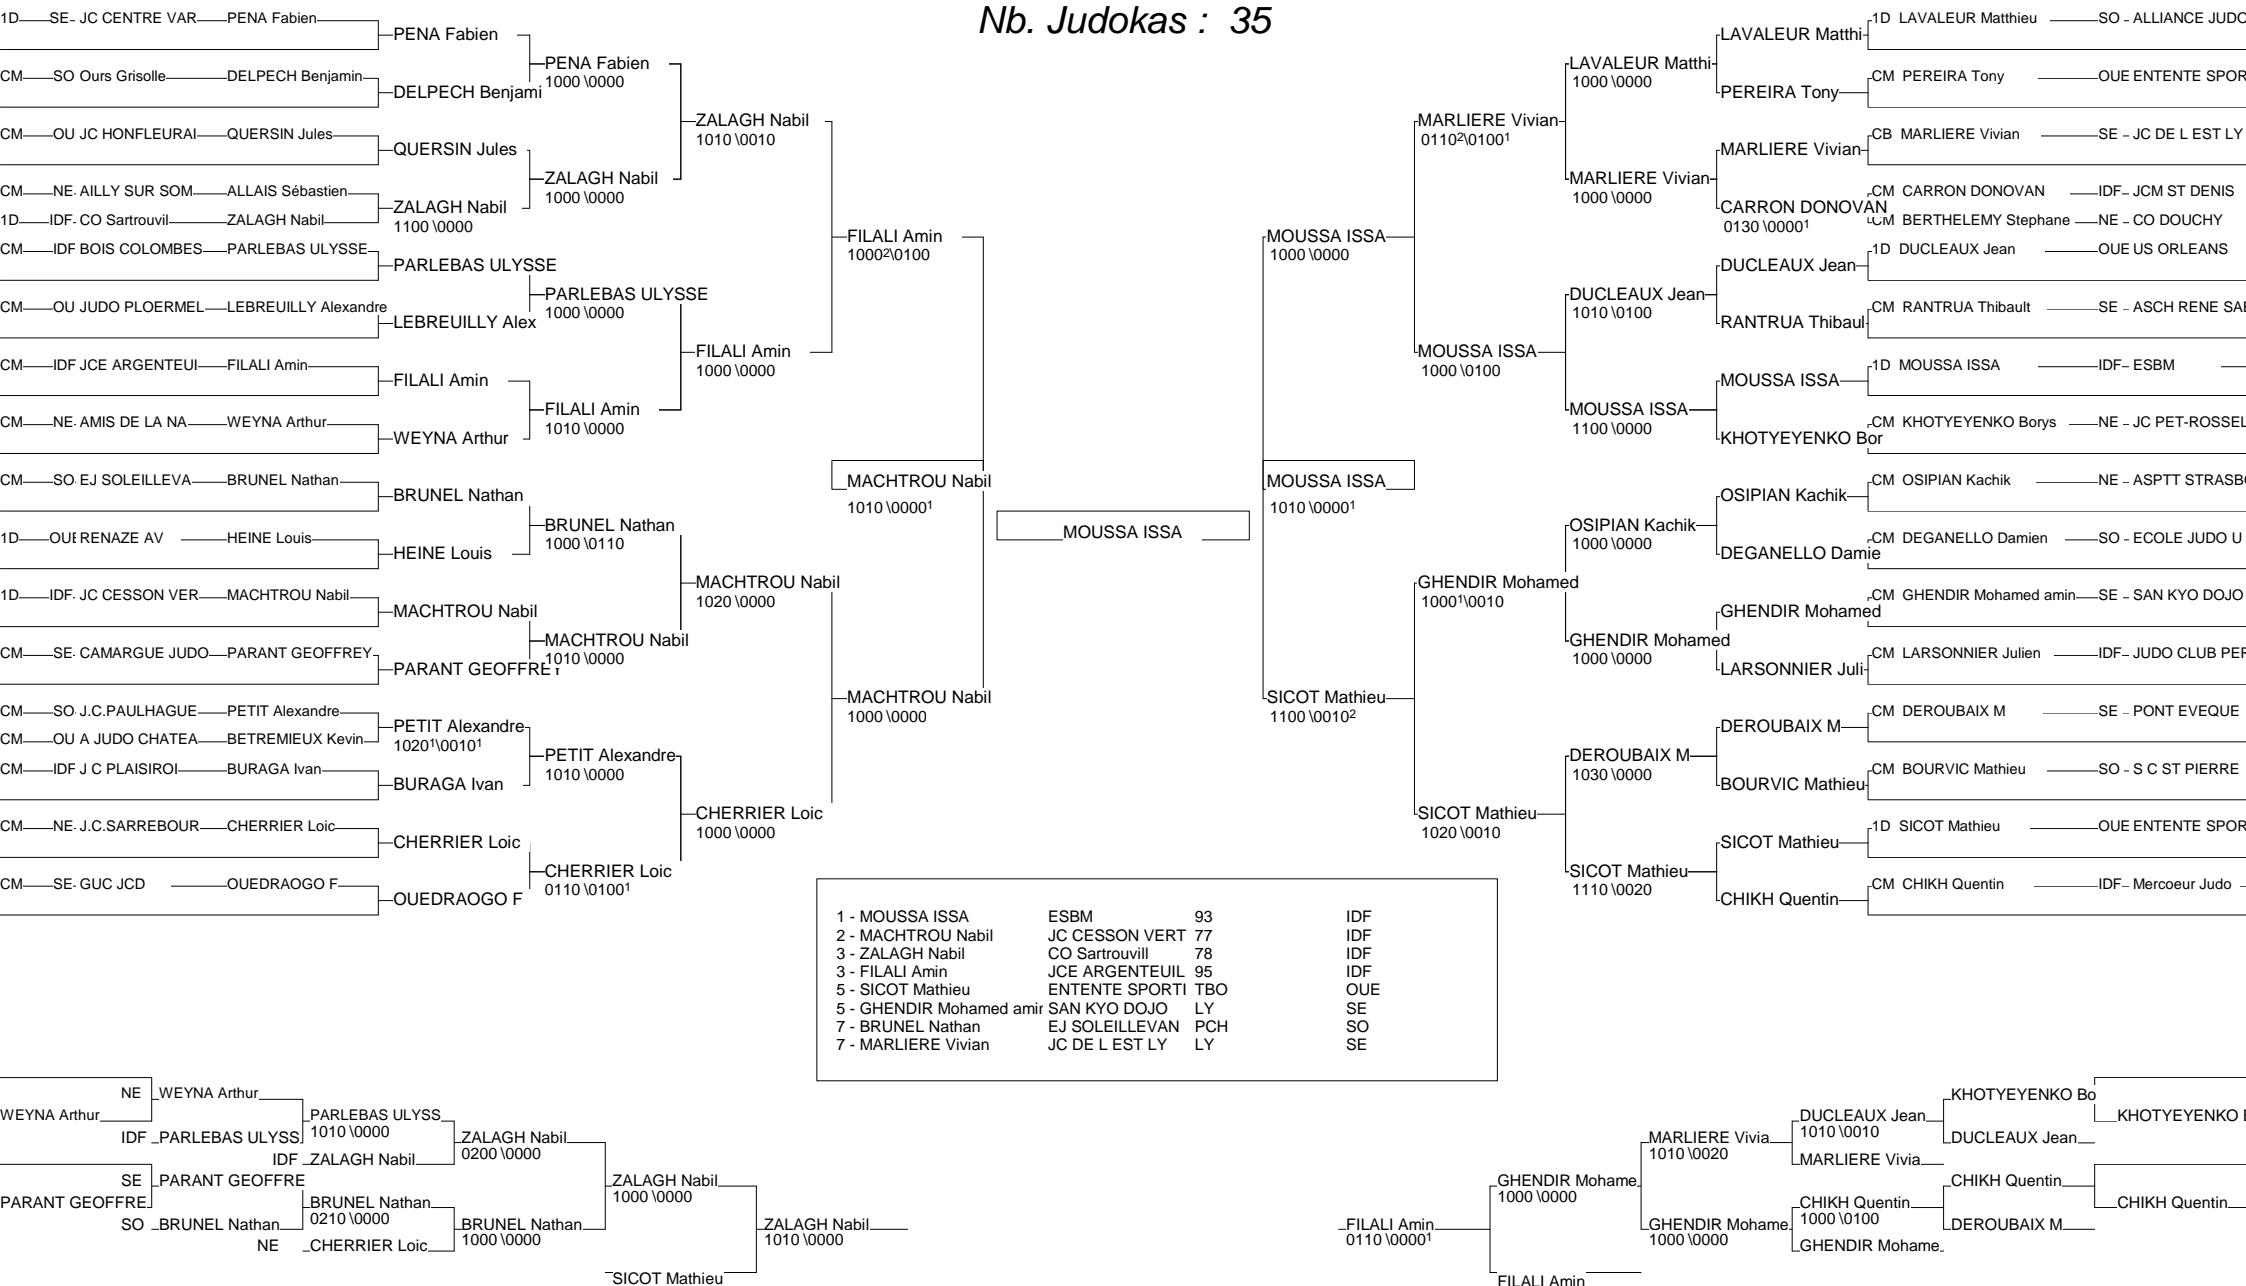 Nb. Judokas :  35
1D SE- JC CENTRE VAR PENA Fabien
CM SO Ours Grisolle DELPECH Benjamin
CM OU JC HONFLEURAI QUERSIN Jules
CM NE- AILLY SUR SOM ALLAIS Sébastien
1D IDF- CO Sartrouvil ZALAGH Nabil
CM IDF BOIS COLOMBES PARLEBAS ULYSSE
CM OU JUDO PLOERMEL LEBREUILLY Alexandre
CM IDF JCE ARGENTEUI FILALI Amin
CM NE- AMIS DE LA NA WEYNA Arthur
CM SO- EJ SOLEILLEVA BRUNEL Nathan
1D OUE RENAZE AV HEINE Louis
1D IDF- JC CESSON VER MACHTROU Nabil
CM SE- CAMARGUE JUDO PARANT GEOFFREY
CM SO- J.C.PAULHAGUE PETIT Alexandre
CM OU A JUDO CHATEA BETREMIEUX Kevin
CM IDF J C PLAISIROI BURAGA Ivan
CM NE- J.C.SARREBOUR CHERRIER Loic
CM SE- GUC JCD OUEDRAOGO F
PENA Fabien
DELPECH Benjami
QUERSIN Jules
ZALAGH Nabil
1100 \0000
PARLEBAS ULYSSE
LEBREUILLY Alex
FILALI Amin
WEYNA Arthur
BRUNEL Nathan
HEINE Louis
MACHTROU Nabil
PARANT GEOFFREY
PETIT Alexandre
1020¹\0010¹
BURAGA Ivan
CHERRIER Loic
OUEDRAOGO F
PENA Fabien
1000 \0000
ZALAGH Nabil
1000 \0000
PARLEBAS ULYSSE
1000 \0000
FILALI Amin
1010 \0000
BRUNEL Nathan
1000 \0110
MACHTROU Nabil
1010 \0000
PETIT Alexandre
1010 \0000
CHERRIER Loic
0110 \0100¹
ZALAGH Nabil
1010 \0010
FILALI Amin
1000 \0000
MACHTROU Nabil
1020 \0000
CHERRIER Loic
1000 \0000
FILALI Amin
1000²\0100
MACHTROU Nabil
1000 \0000
MACHTROU Nabil
1010 \0000¹
MOUSSA ISSA
MOUSSA ISSA
1010 \0000¹
MOUSSA ISSA
1000 \0000
SICOT Mathieu
1100 \0010²
MARLIERE Vivian
0110²\0100¹
MOUSSA ISSA
1000 \0100
GHENDIR Mohamed
1000¹\0010
SICOT Mathieu
1020 \0010
LAVALEUR Matthi
1000 \0000
MARLIERE Vivian
1000 \0000
DUCLEAUX Jean
1010 \0100
MOUSSA ISSA
1100 \0000
OSIPIAN Kachik
1000 \0000
GHENDIR Mohamed
1000 \0000
DEROUBAIX M
1030 \0000
SICOT Mathieu
1110 \0020
LAVALEUR Matthi
PEREIRA Tony
MARLIERE Vivian
CARRON DONOVAN
0130 \0000¹
DUCLEAUX Jean
RANTRUA Thibaul
MOUSSA ISSA
KHOTYEYENKO Bor
OSIPIAN Kachik
DEGANELLO Damie
GHENDIR Mohamed
LARSONNIER Juli
DEROUBAIX M
BOURVIC Mathieu
SICOT Mathieu
CHIKH Quentin
1D LAVALEUR Matthieu SO - ALLIANCE JUDO
CM PEREIRA Tony OUE ENTENTE SPOR
CB MARLIERE Vivian SE - JC DE L EST LY
CM CARRON DONOVAN IDF- JCM ST DENIS
CM BERTHELEMY Stephane NE - CO DOUCHY
1D DUCLEAUX Jean OUE US ORLEANS
CM RANTRUA Thibault SE - ASCH RENE SAE
1D MOUSSA ISSA IDF- ESBM
CM KHOTYEYENKO Borys NE - JC PET-ROSSEL
CM OSIPIAN Kachik NE - ASPTT STRASBO
CM DEGANELLO Damien SO - ECOLE JUDO U
CM GHENDIR Mohamed amin SE - SAN KYO DOJO
CM LARSONNIER Julien IDF- JUDO CLUB PER
CM DEROUBAIX M SE - PONT EVEQUE
CM BOURVIC Mathieu SO - S C ST PIERRE
1D SICOT Mathieu OUE ENTENTE SPOR
CM CHIKH Quentin IDF- Mercoeur Judo
1 - MOUSSA ISSA ESBM 93 IDF
2 - MACHTROU Nabil JC CESSON VERT 77 IDF
3 - ZALAGH Nabil CO Sartrouvill 78 IDF
3 - FILALI Amin JCE ARGENTEUIL 95 IDF
5 - SICOT Mathieu ENTENTE SPORTI TBO OUE
5 - GHENDIR Mohamed amin SAN KYO DOJO LY SE
7 - BRUNEL Nathan EJ SOLEILLEVAN PCH SO
7 - MARLIERE Vivian JC DE L EST LY LY SE
WEYNA Arthur
PARANT GEOFFRE
NE WEYNA Arthur
IDF PARLEBAS ULYSS
SE PARANT GEOFFRE
SO BRUNEL Nathan
PARLEBAS ULYSS
1010 \0000
IDF ZALAGH Nabil
BRUNEL Nathan
0210 \0000
NE CHERRIER Loic
ZALAGH Nabil
0200 \0000
BRUNEL Nathan
1000 \0000
ZALAGH Nabil
1000 \0000
SICOT Mathieu
ZALAGH Nabil
1010 \0000
FILALI Amin
0110 \0000¹
GHENDIR Mohame
1000 \0000
FILALI Amin
MARLIERE Vivia
1010 \0020
GHENDIR Mohame
1000 \0000
DUCLEAUX Jean
1010 \0010
MARLIERE Vivia
CHIKH Quentin
1000 \0100
GHENDIR Mohame
KHOTYEYENKO Bo
DUCLEAUX Jean
CHIKH Quentin
DEROUBAIX M
KHOTYEYENKO B
CHIKH Quentin